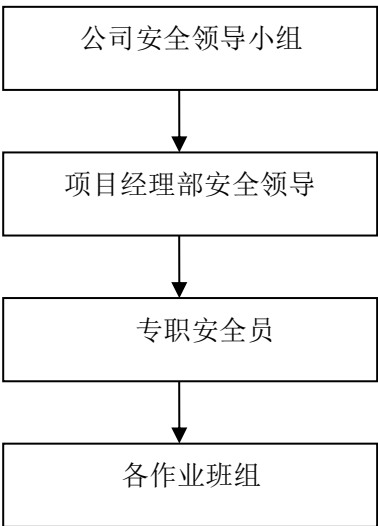 公司安全领导小组
项目经理部安全领导
专职安全员
各作业班组